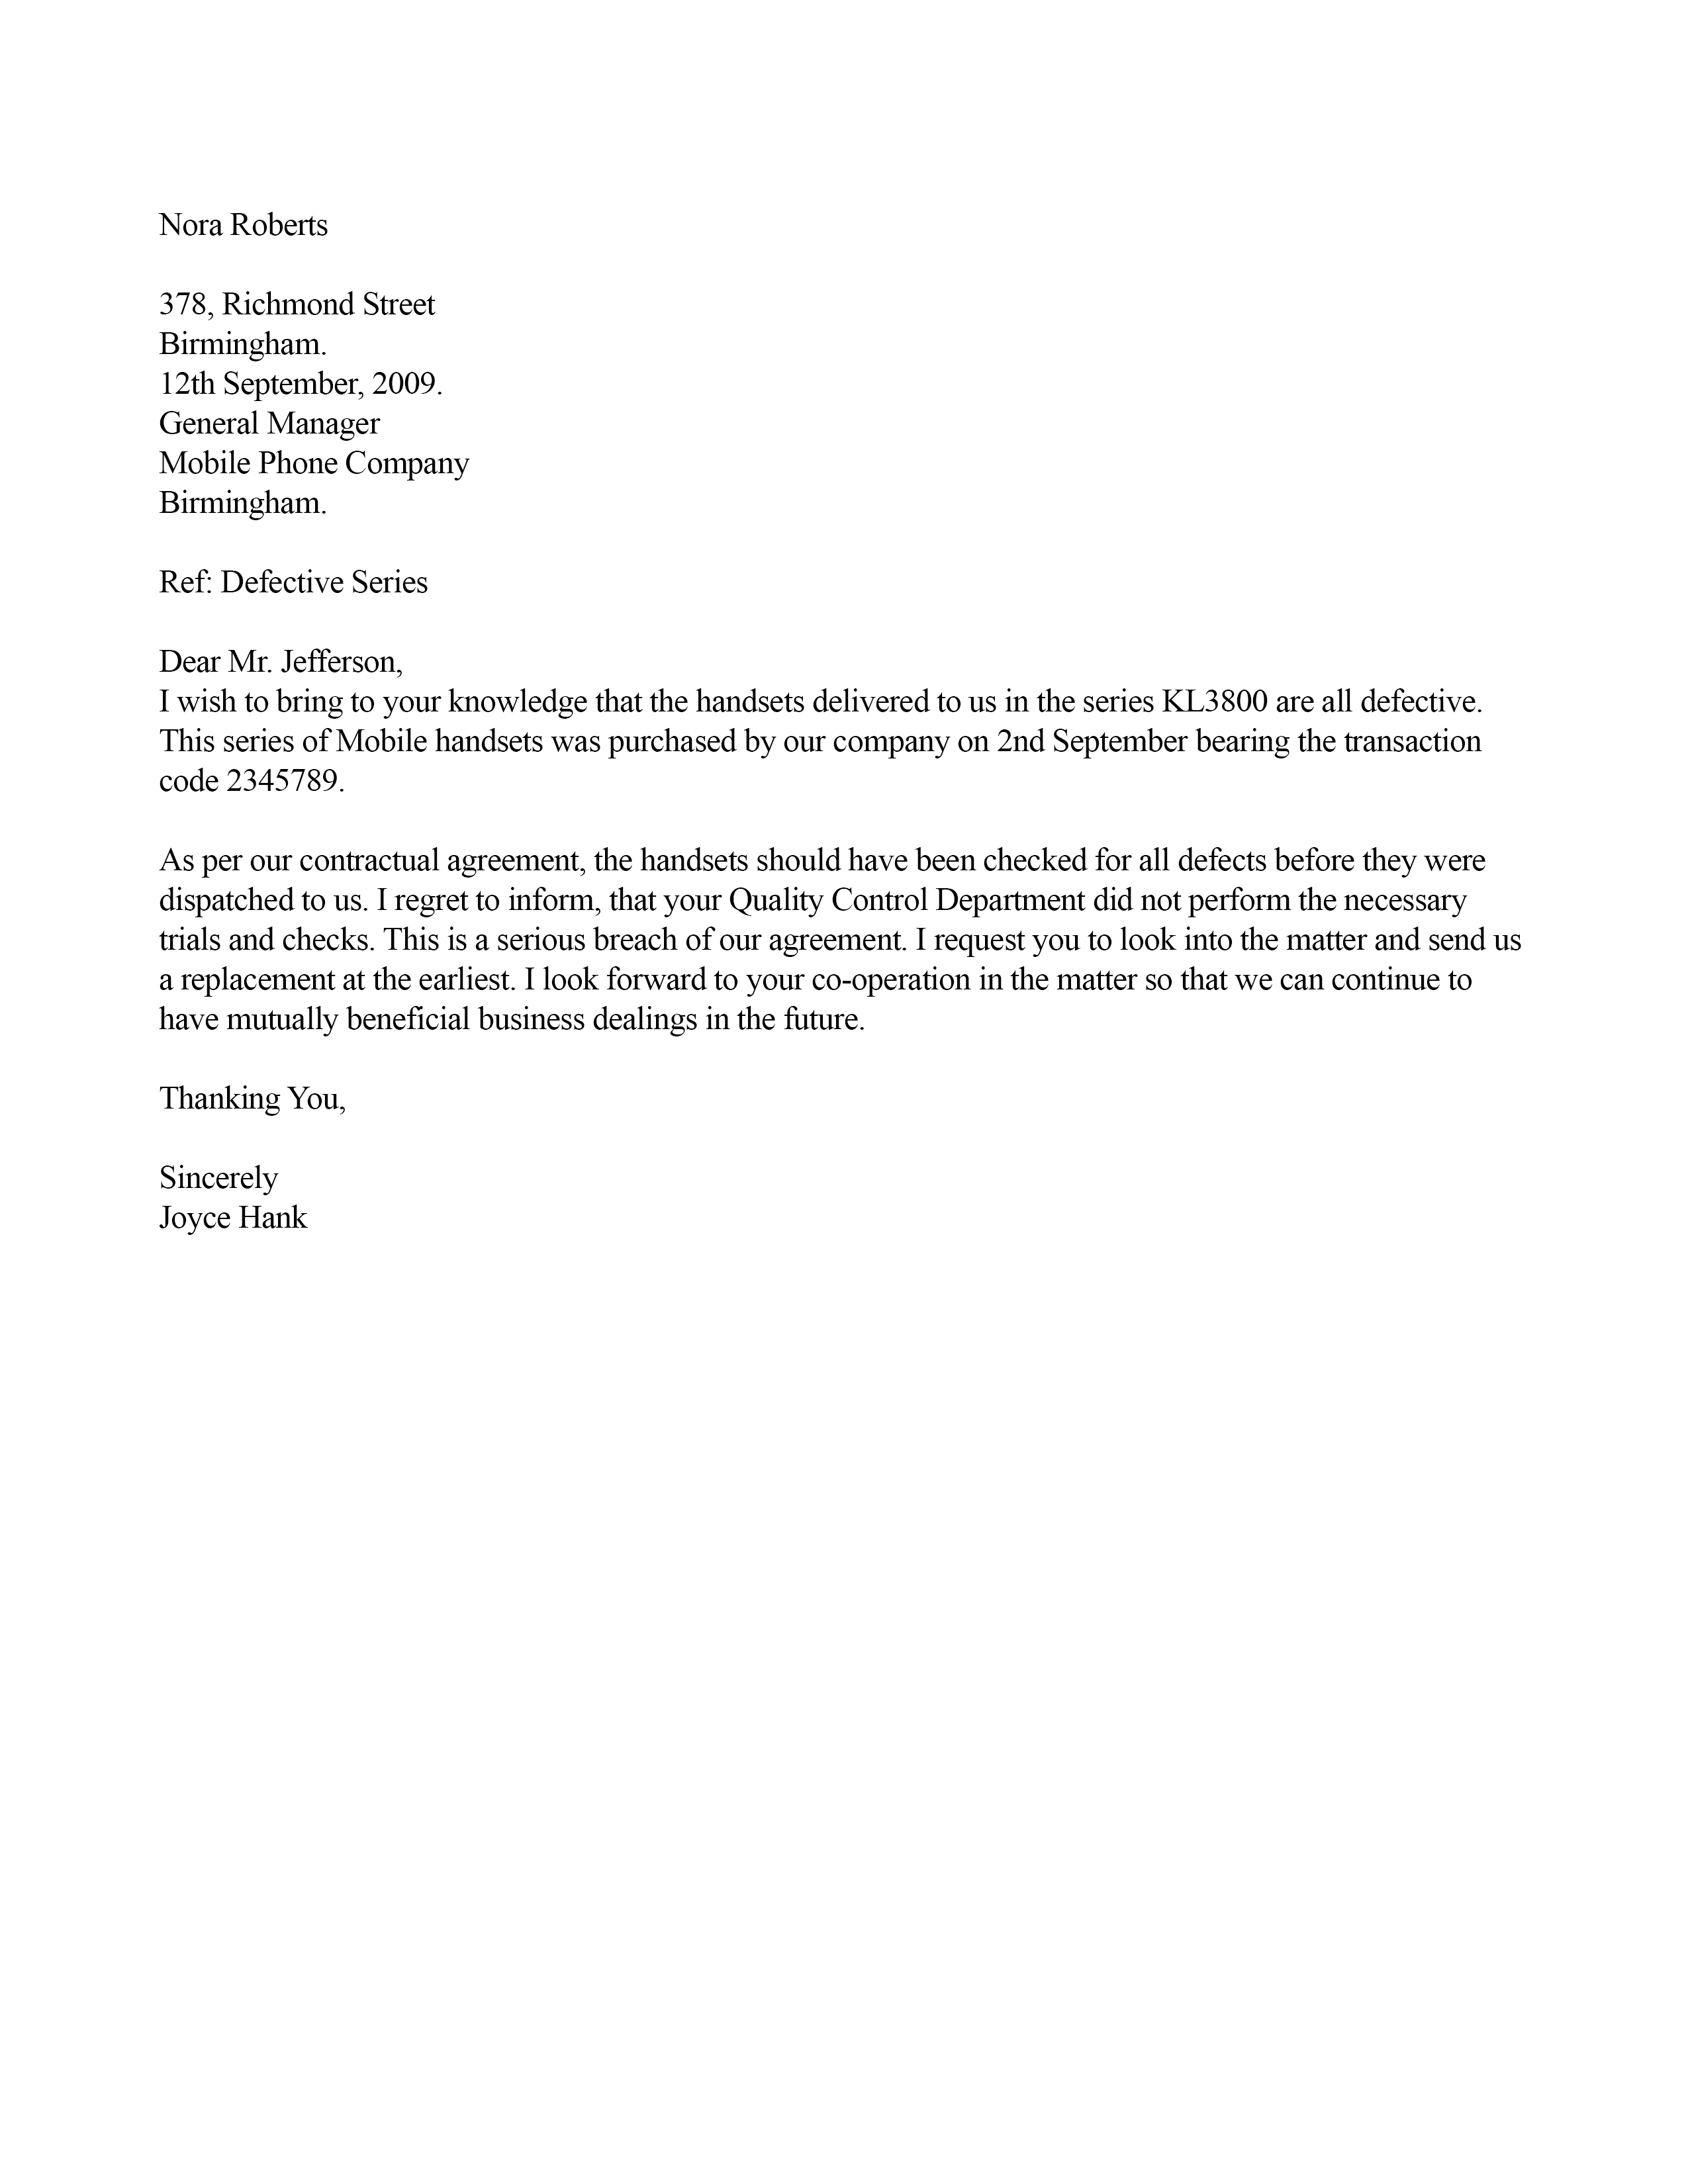 Nora Roberts
378, Richmond Street
Birmingham.
12th September, 2009.
General Manager
Mobile Phone Company
Birmingham.
Ref: Defective Series
Dear Mr. Jefferson,
I wish to bring to your knowledge that the handsets delivered to us in the series KL3800 are all defective.
This series of Mobile handsets was purchased by our company on 2nd September bearing the transaction
code 2345789.
As per our contractual agreement, the handsets should have been checked for all defects before they were
dispatched to us. I regret to inform, that your Quality Control Department did not perform the necessary
trials and checks. This is a serious breach of our agreement. I request you to look into the matter and send us
a replacement at the earliest. I look forward to your co-operation in the matter so that we can continue to
have mutually beneficial business dealings in the future.
Thanking You,
Sincerely
Joyce Hank